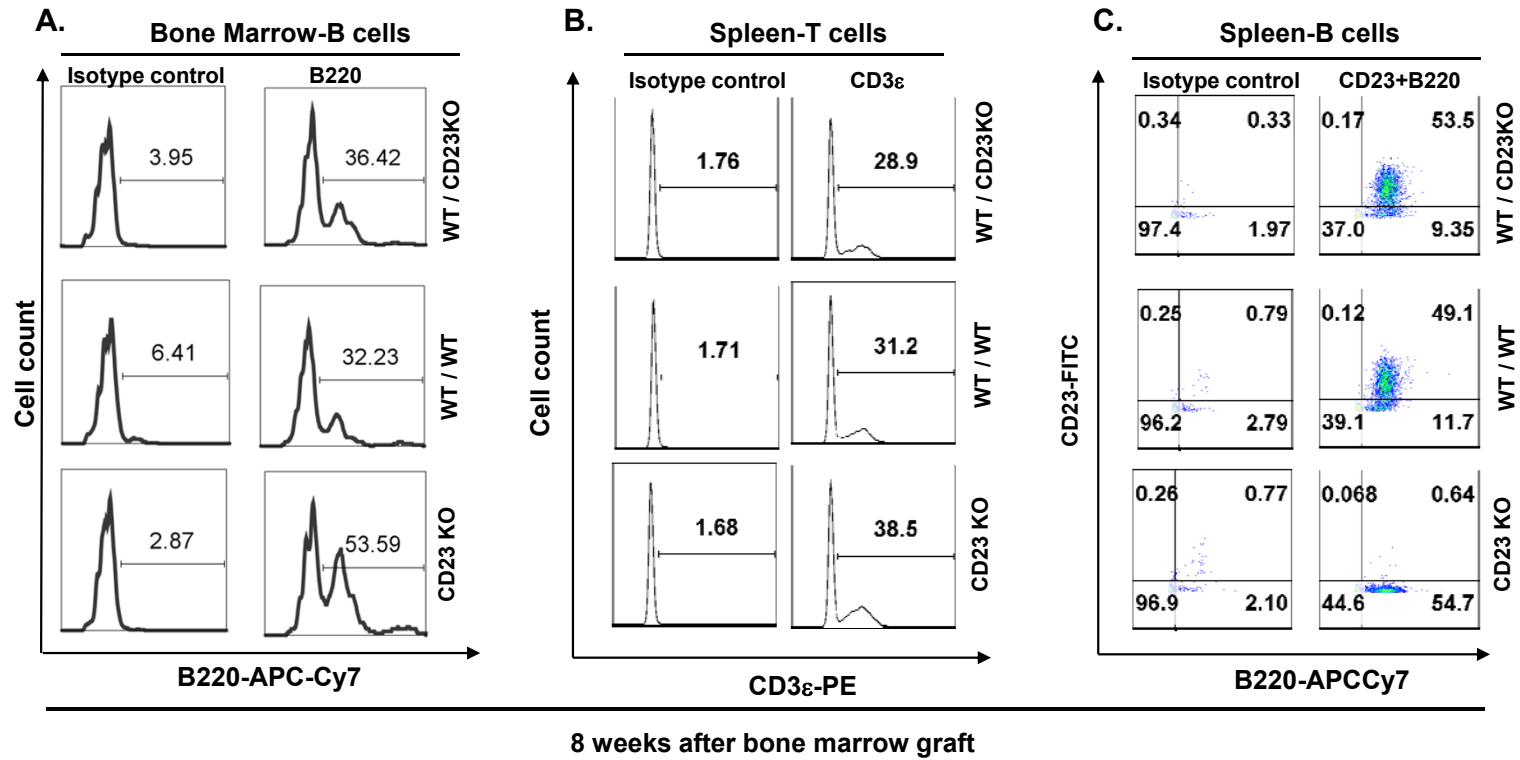 A.
Bone Marrow-B cells
Isotype control
B220
3.95
36.42
WT / CD23KO
6.41
32.23
WT / WT
2.87
53.59
CD23 KO
Cell count
B220-APC-Cy7
B.
Spleen-T cells
Isotype control
CD3ε
1.76
28.9
WT / CD23KO
1.71
31.2
WT / WT
1.68
38.5
CD23 KO
Cell count
CD3ε-PE
C.
Spleen-B cells
Isotype control
CD23+B220
0.34 0.33
97.4 1.97
0.17 53.5
37.0 9.35
WT / CD23KO
0.25 0.79
96.2 2.79
0.12 49.1
39.1 11.7
WT / WT
0.26 0.77
96.9 2.10
0.068 0.64
44.6 54.7
CD23 KO
CD23-FITC
B220-APCCy7
8 weeks after bone marrow graft